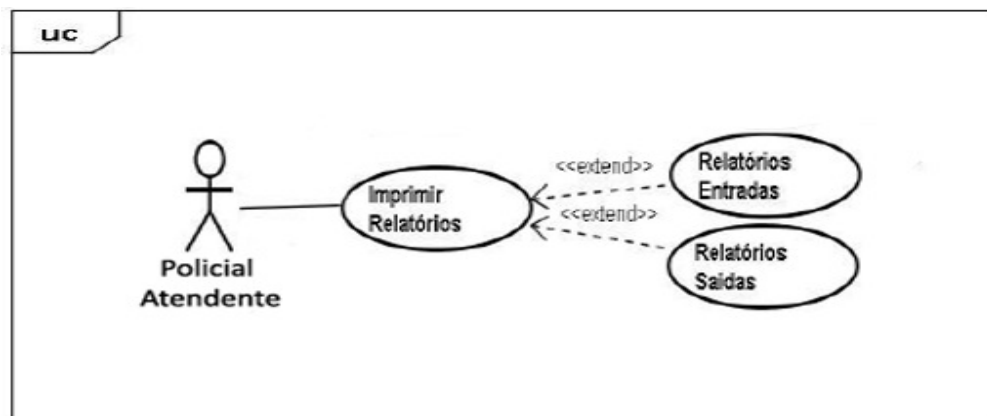 uc
Policial
Atendente
Imprimir
Relatórios
<<extend>>
<<extend>>
Relatórios
Entradas
Relatórios
Saidas